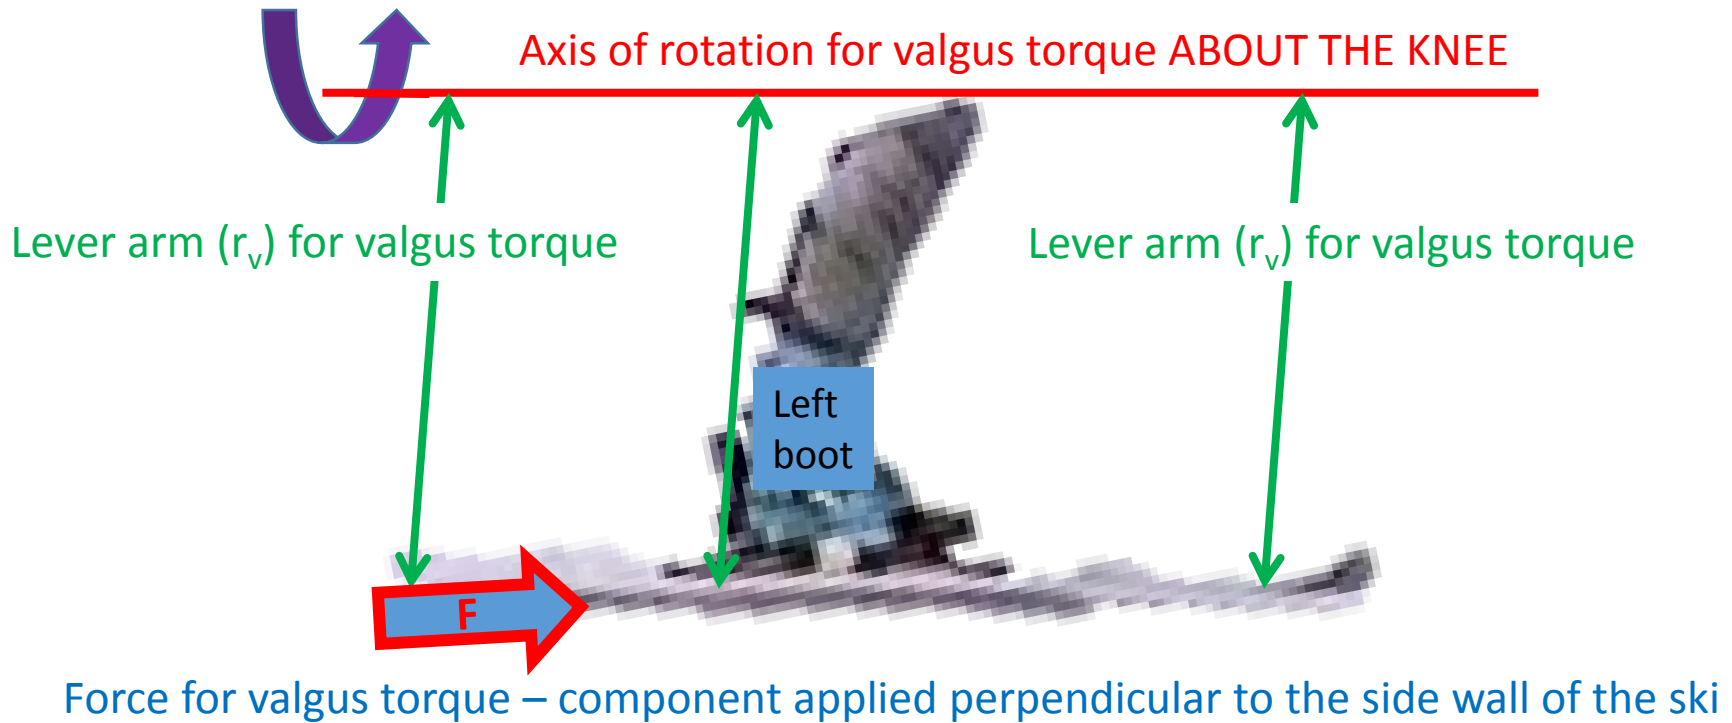 Axis of rotation for valgus torque ABOUT THE KNEE
Lever arm (rᵥ) for valgus torque
Lever arm (rᵥ) for valgus torque
Left
boot
F
Force for valgus torque – component applied perpendicular to the side wall of the ski